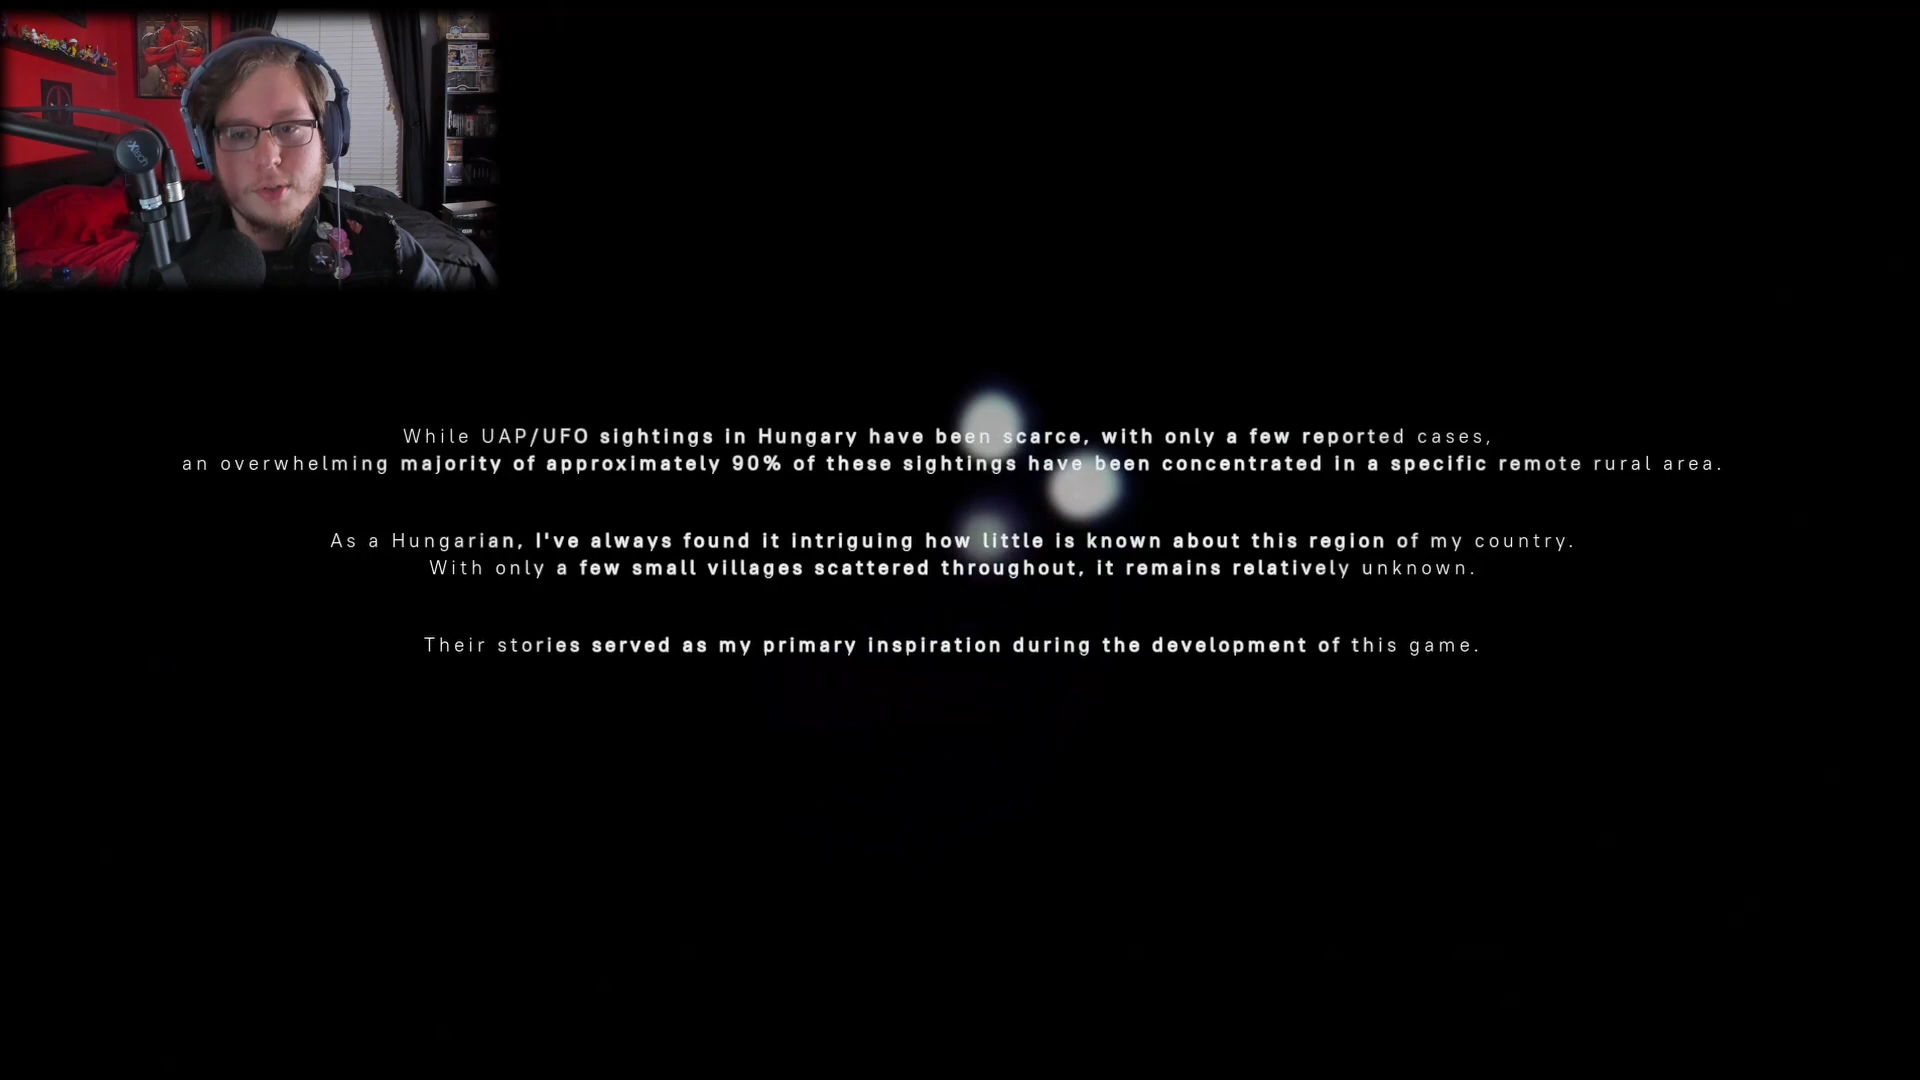 While UAP/UFO sightings in Hungary have been scarce, with only a few reported cases,
an overwhelming majority of approximately 90% of these sightings have been concentrated in a specific remote rural area.
As a Hungarian, I've always found it intriguing how little is known about this region of my country.
With only a few small villages scattered throughout, it remains relatively unknown.
Their stories served as my primary inspiration during the development of this game.